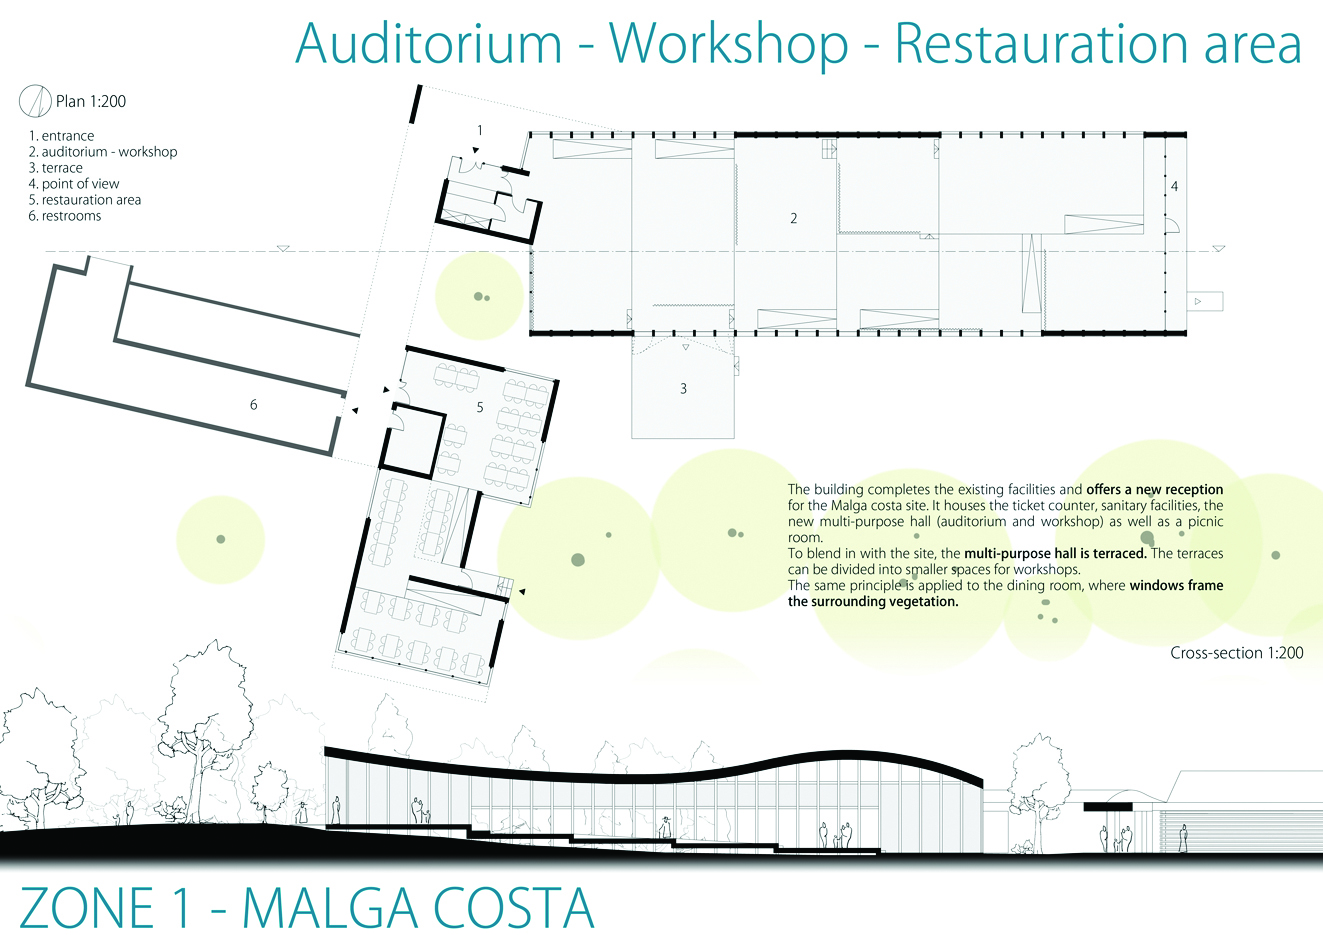 Auditorium - Workshop - Restauration area
Plan 1:200
1. entrance
2. auditorium - workshop
3. terrace
4. point of view
5. restauration area
6. restrooms
1
2
4
3
5
6
The building completes the existing facilities and offers a new reception
for the Malga costa site. It houses the ticket counter, sanitary facilities, the
new multi-purpose hall (auditorium and workshop) as well as a picnic
room.
To blend in with the site, the multi-purpose hall is terraced. The terraces
can be divided into smaller spaces for workshops.
The same principle is applied to the dining room, where windows frame
the surrounding vegetation.
Cross-section 1:200
ZONE 1 - MALGA COSTA